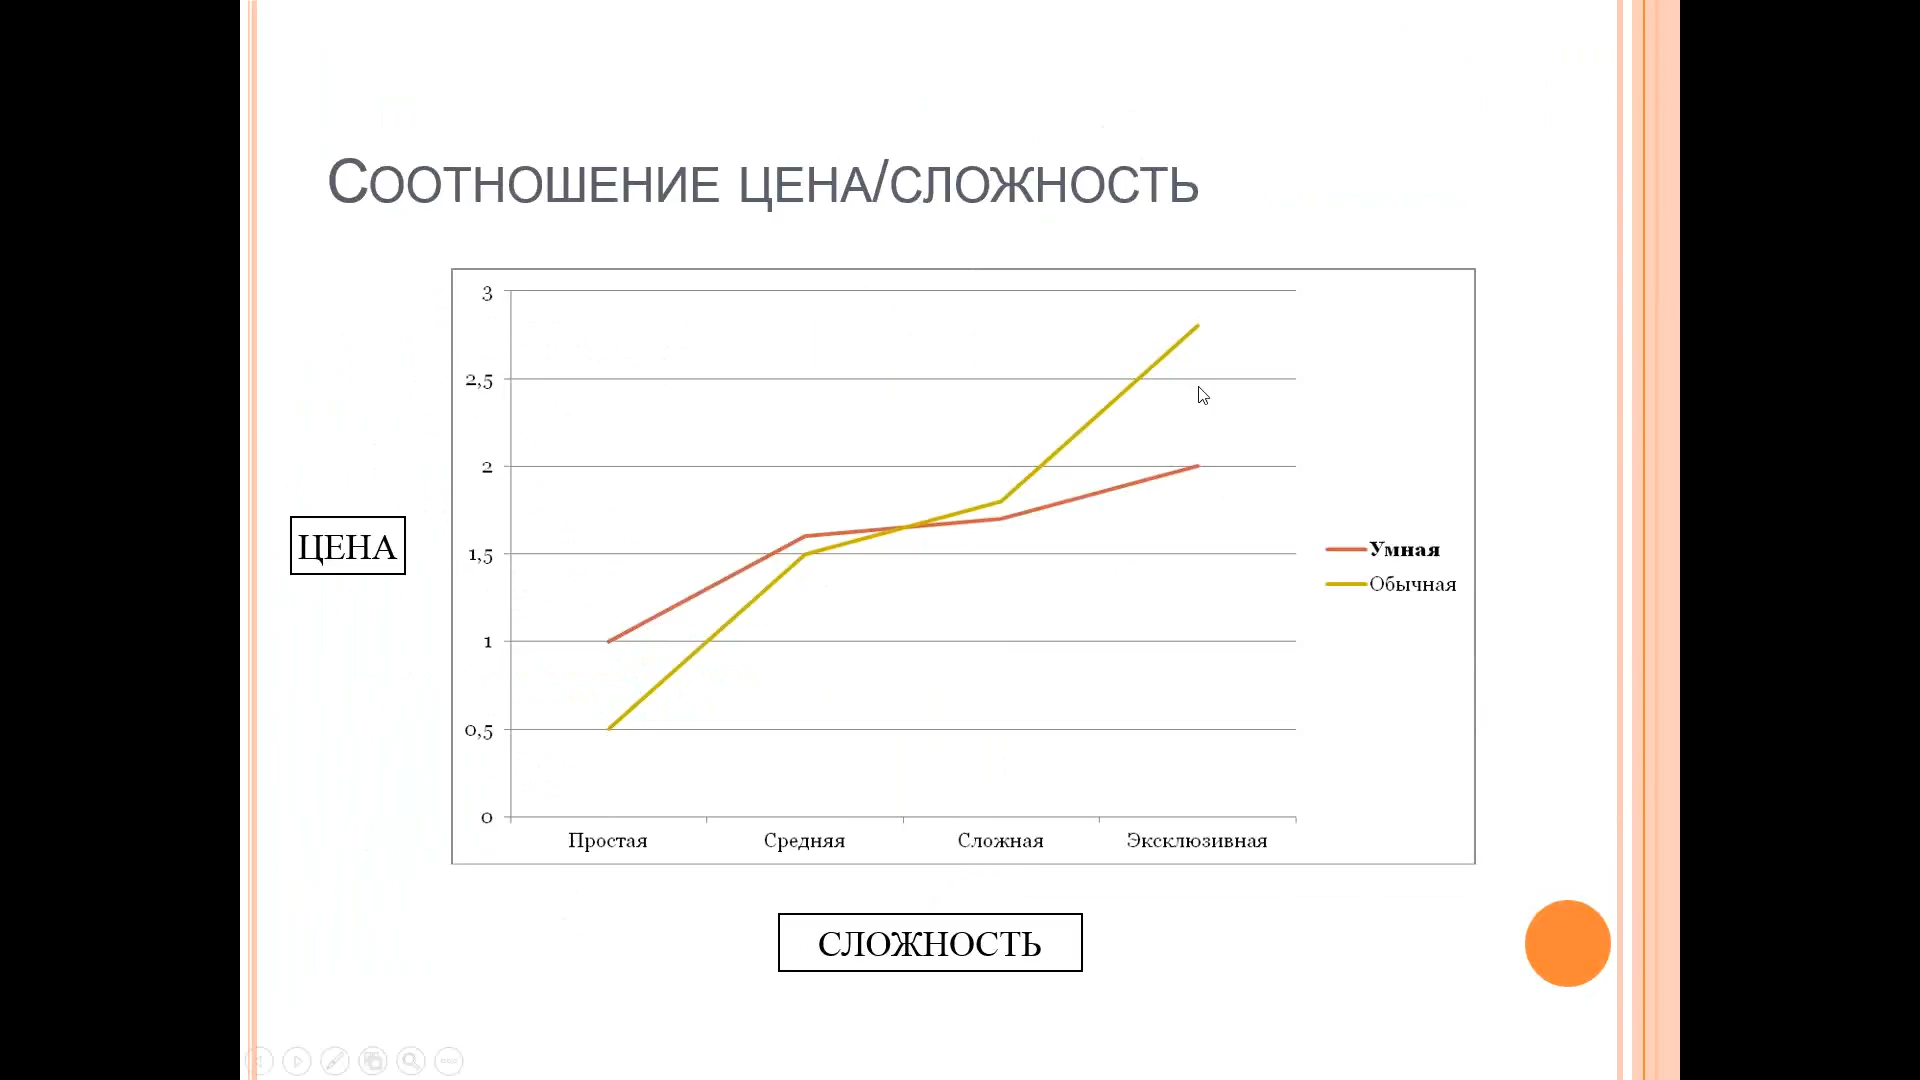 Соотношение цена/сложность
3
2,5
2
1,5
1
0,5
0
ЦЕНА
Умная
Обычная
Простая Средняя Сложная Эксклюзивная
СЛОЖНОСТЬ